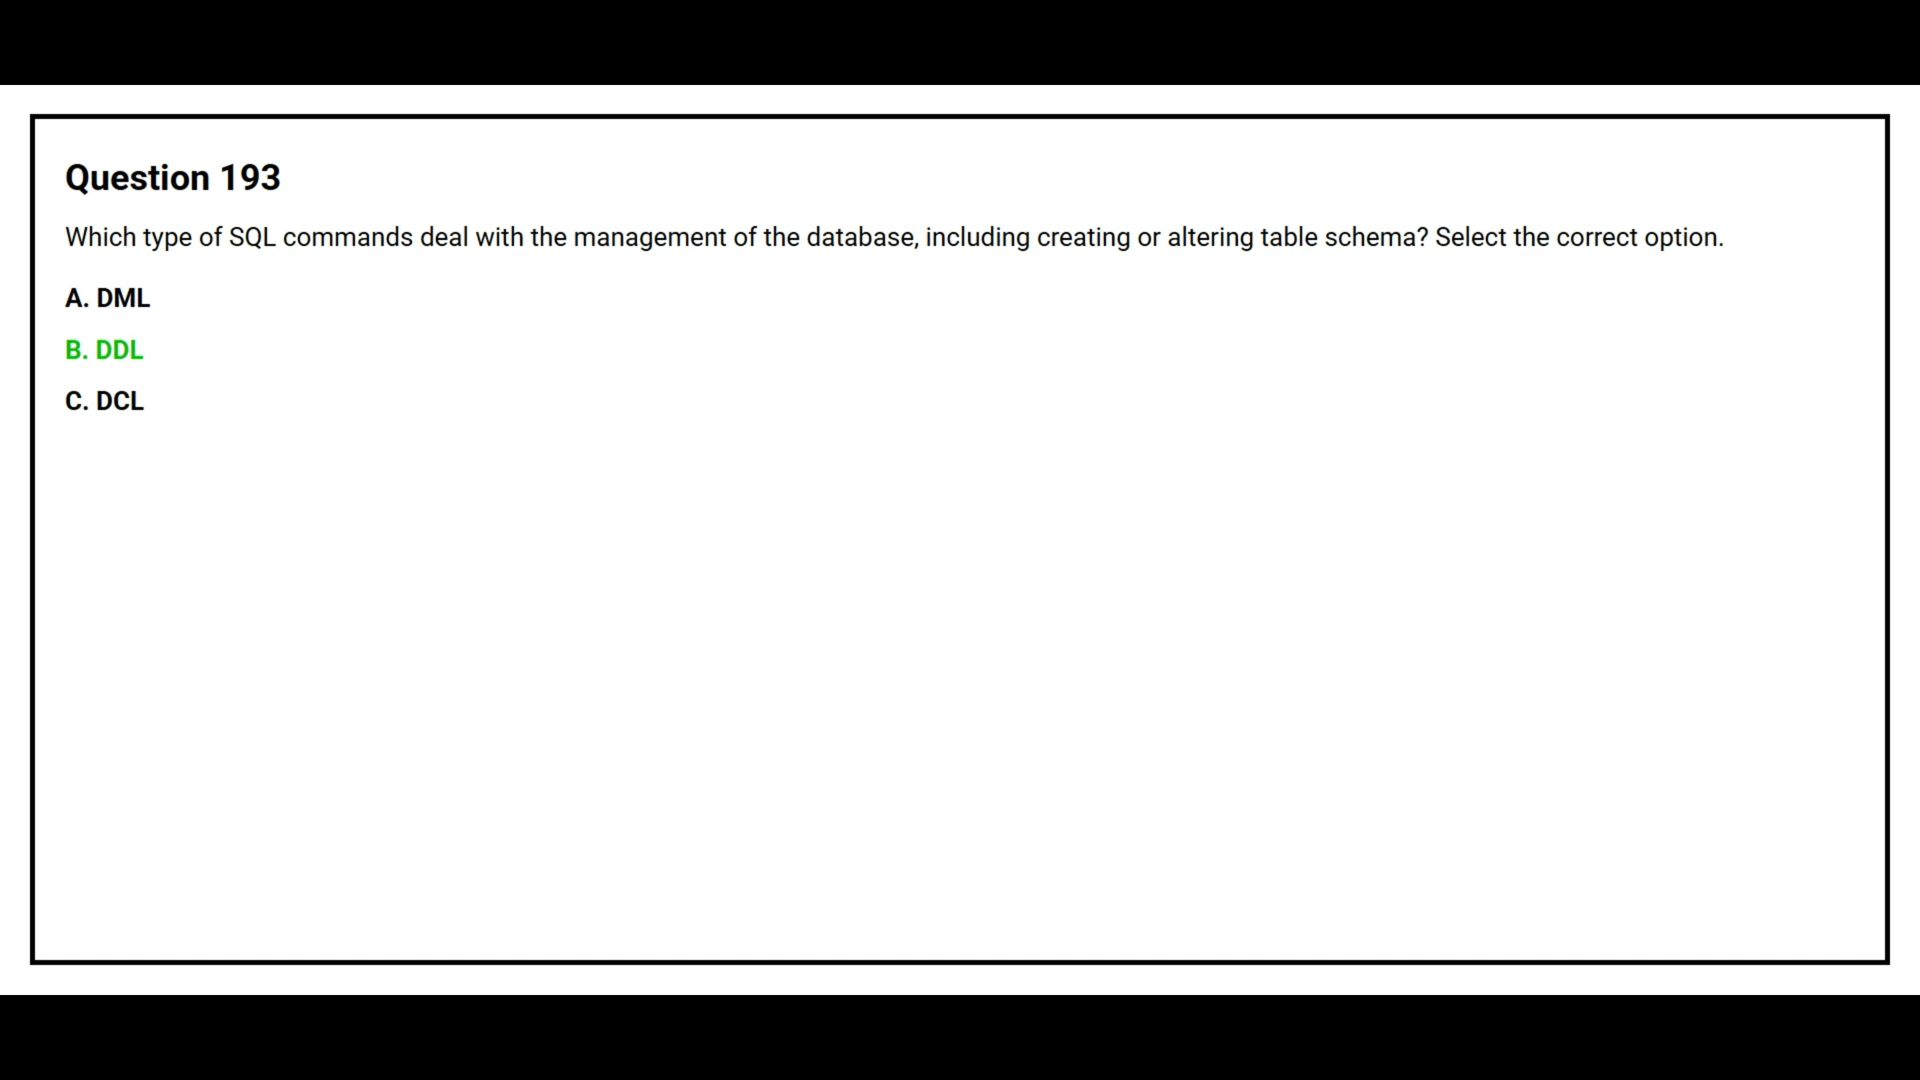 Question 193
Which type of SQL commands deal with the management of the database, including creating or altering table schema? Select the correct option.
A. DML
B. DDL
C. DCL